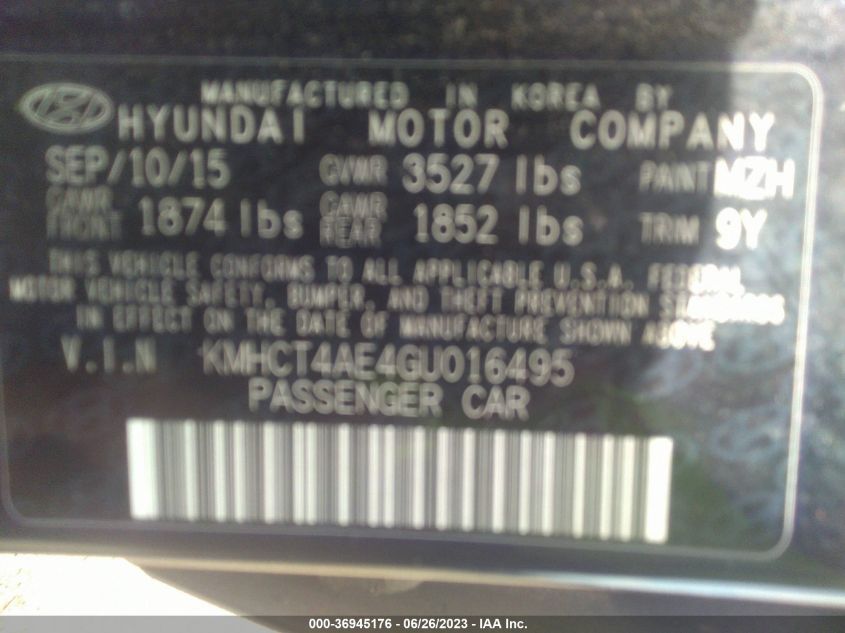 MANUFACTURED IN KOREA BY
HYUNDAI MOTOR COMPANY
SEP/10/15 GVWR 3527 lbs PAINT MZH
GAWR FRONT 1874 lbs GAWR REAR 1852 lbs TRIM 9Y
THIS VEHICLE CONFORMS TO ALL APPLICABLE U.S.A. FEDERAL
MOTOR VEHICLE SAFETY, BUMPER, AND THEFT PREVENTION STANDARDS
IN EFFECT ON THE DATE OF MANUFACTURE SHOWN ABOVE
V.I.N KMHCT4AE4GU016495
PASSENGER CAR
000-36945176 - 06/26/2023 - IAA Inc.